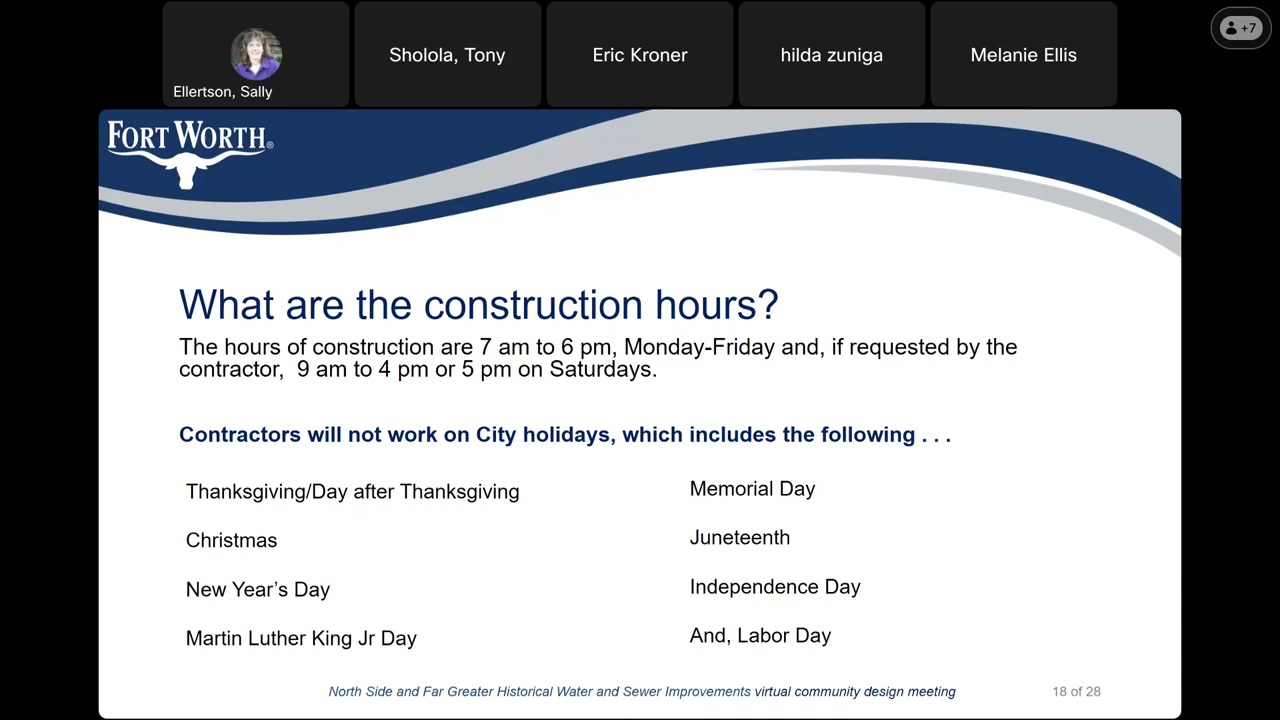 +7
Ellertson, Sally
Sholola, Tony
Eric Kroner
hilda zuniga
Melanie Ellis
FORT WORTH®
What are the construction hours?
The hours of construction are 7 am to 6 pm, Monday-Friday and, if requested by the
contractor,  9 am to 4 pm or 5 pm on Saturdays.
Contractors will not work on City holidays, which includes the following . . .
Thanksgiving/Day after Thanksgiving
Christmas
New Year’s Day
Martin Luther King Jr Day
Memorial Day
Juneteenth
Independence Day
And, Labor Day
North Side and Far Greater Historical Water and Sewer Improvements virtual community design meeting
18 of 28